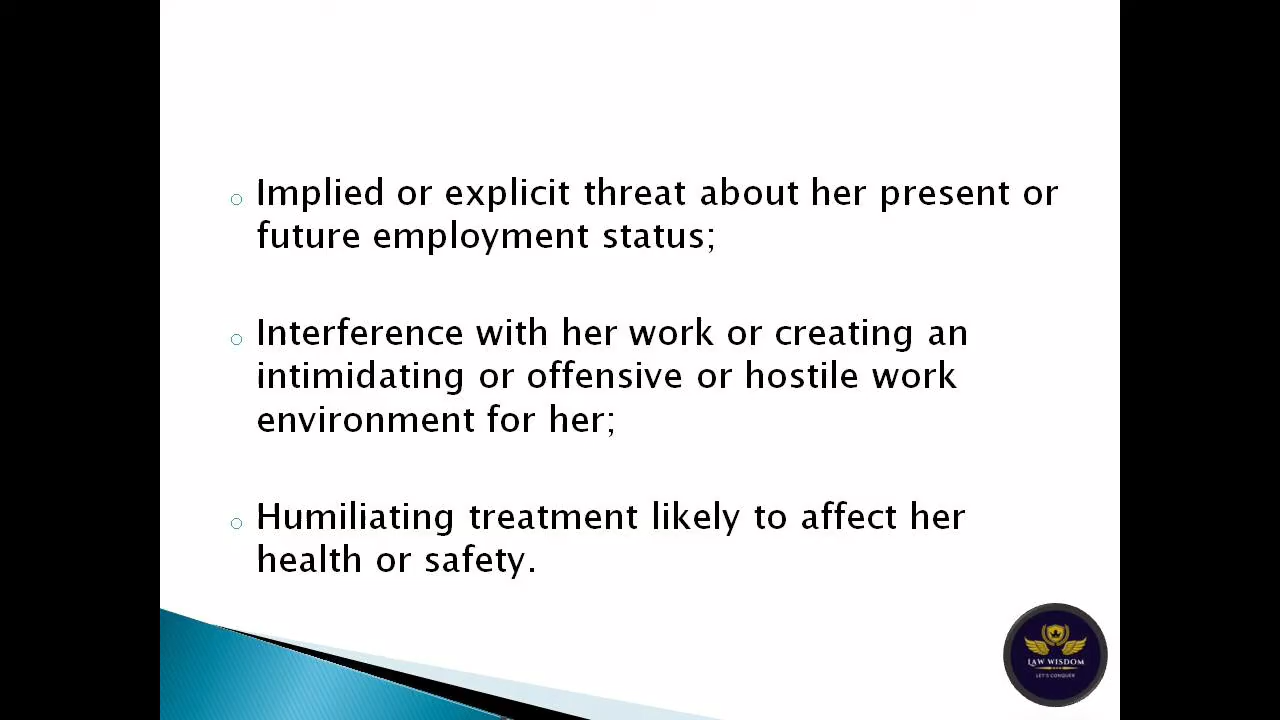 Implied or explicit threat about her present or
future employment status;
Interference with her work or creating an
intimidating or offensive or hostile work
environment for her;
Humiliating treatment likely to affect her
health or safety.
LAW WISDOM
LET'S CONQUER